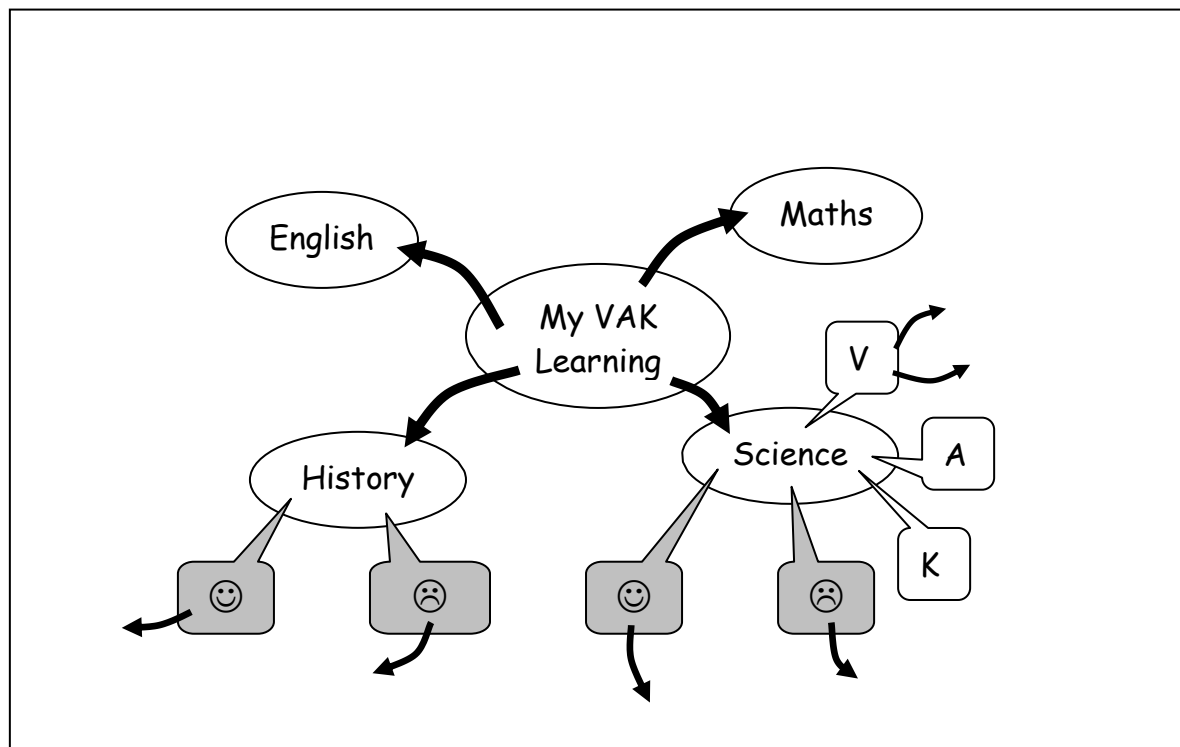 Maths
English
My VAK
Learning
V
Science
A
History
K